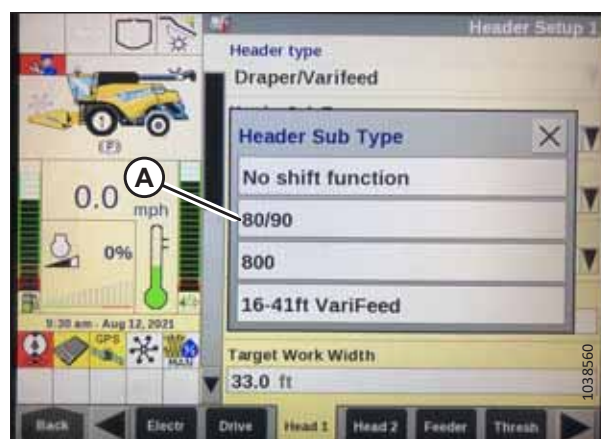 Header Setup 1
Header type
Draper/Varifeed
Header Sub Type
No shift function
80/90
800
16-41ft VariFeed
Target Work Width
33.0 ft
A
(P)
0.0 mph
0%
9:30 am - Aug 12, 2021
GPS
MAN
Back
Electr
Drive
Head 1
Head 2
Feeder
Thresh
1038560